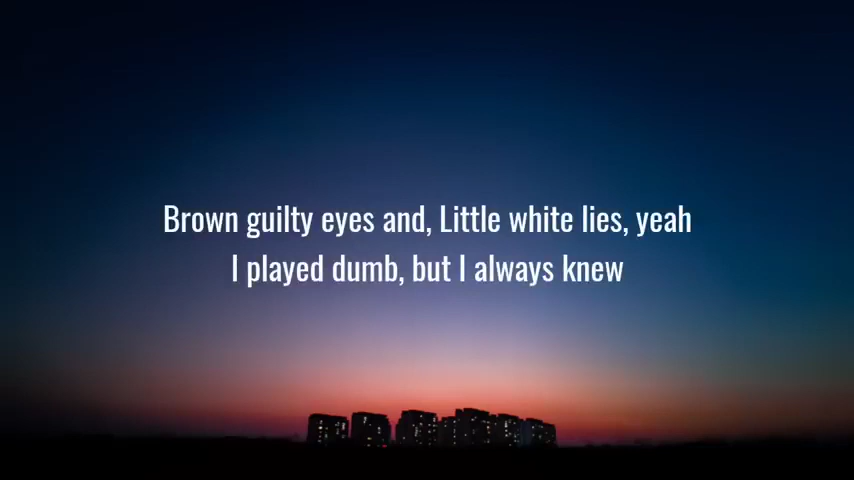 Brown guilty eyes and, Little white lies, yeah
I played dumb, but I always knew